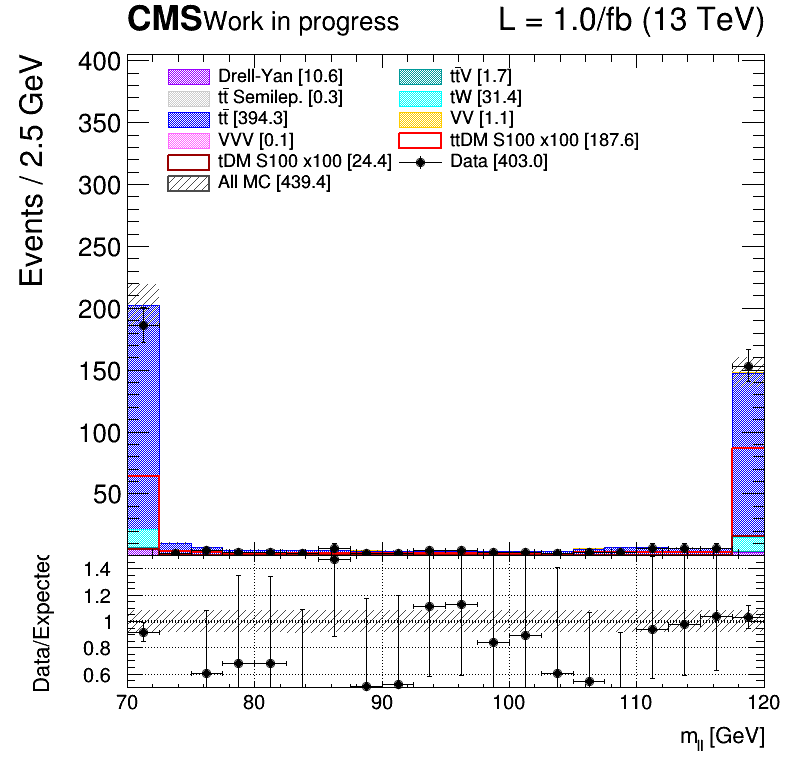 CMS Work in progress L = 1.0/fb (13 TeV)
Events / 2.5 GeV
400
350
300
250
200
150
100
50
Drell-Yan [10.6] tt̄V [1.7]
tt̄ Semilep. [0.3] tW [31.4]
tt̄ [394.3] VV [1.1]
VVV [0.1] ttDM S100 x100 [187.6]
tDM S100 x100 [24.4] Data [403.0]
All MC [439.4]
Data/Expected
1.4
1.2
1
0.8
0.6
70 80 90 100 110 120
m_ll [GeV]